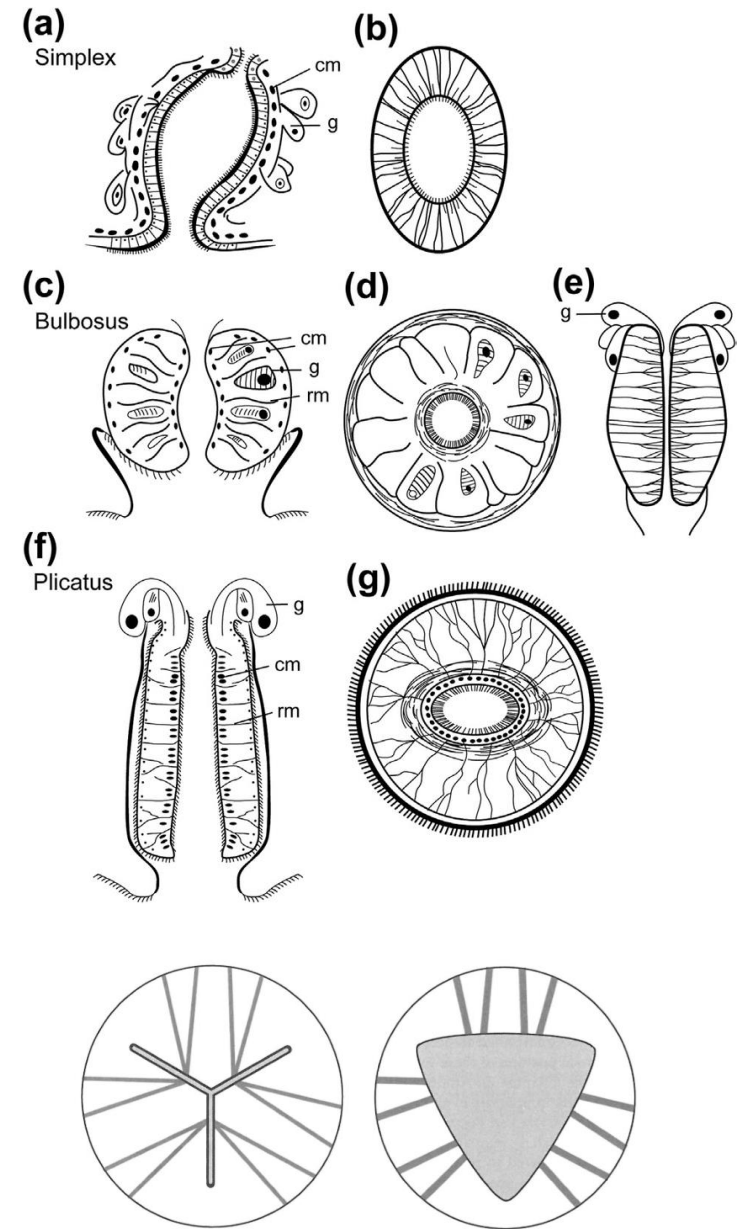 (a)
Simplex
cm
g
(b)
(c)
Bulbosus
cm
g
rm
(d)
(e)
g
(f)
Plicatus
g
cm
rm
(g)